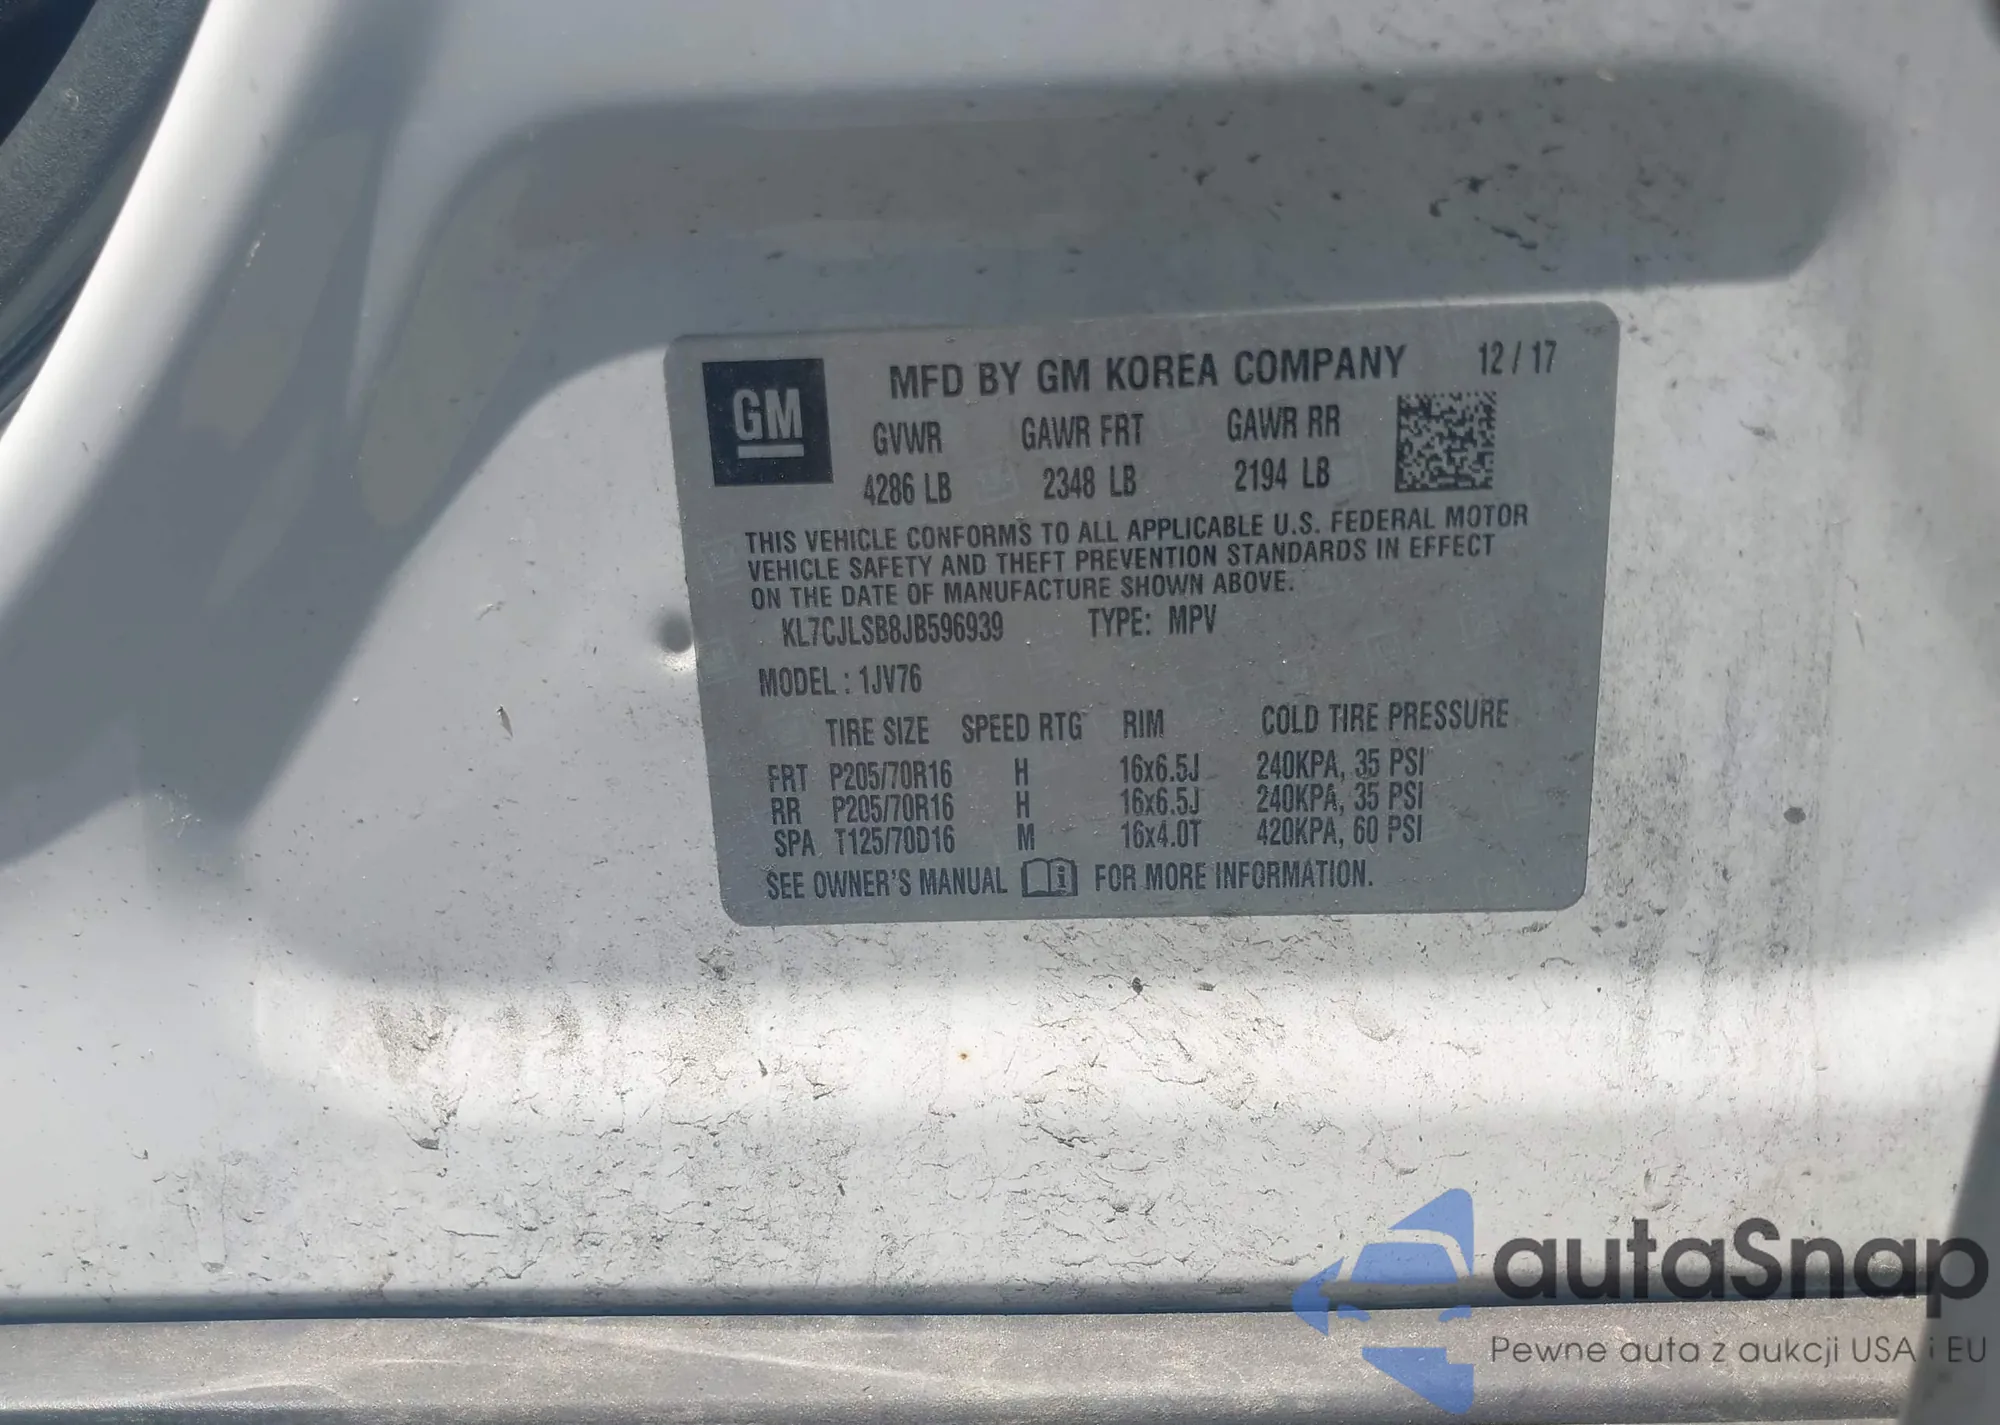 GM
MFD BY GM KOREA COMPANY 12 / 17
GVWR GAWR FRT GAWR RR
4286 LB 2348 LB 2194 LB
THIS VEHICLE CONFORMS TO ALL APPLICABLE U.S. FEDERAL MOTOR
VEHICLE SAFETY AND THEFT PREVENTION STANDARDS IN EFFECT
ON THE DATE OF MANUFACTURE SHOWN ABOVE.
KL7CJLSB8JB596939 TYPE: MPV
MODEL : 1JV76
TIRE SIZE SPEED RTG RIM COLD TIRE PRESSURE
FRT P205/70R16 H 16x6.5J 240KPA, 35 PSI
RR P205/70R16 H 16x6.5J 240KPA, 35 PSI
SPA T125/70D16 M 16x4.0T 420KPA, 60 PSI
SEE OWNER'S MANUAL i FOR MORE INFORMATION.
autaSnap
Pewne auta z aukcji USA i EU